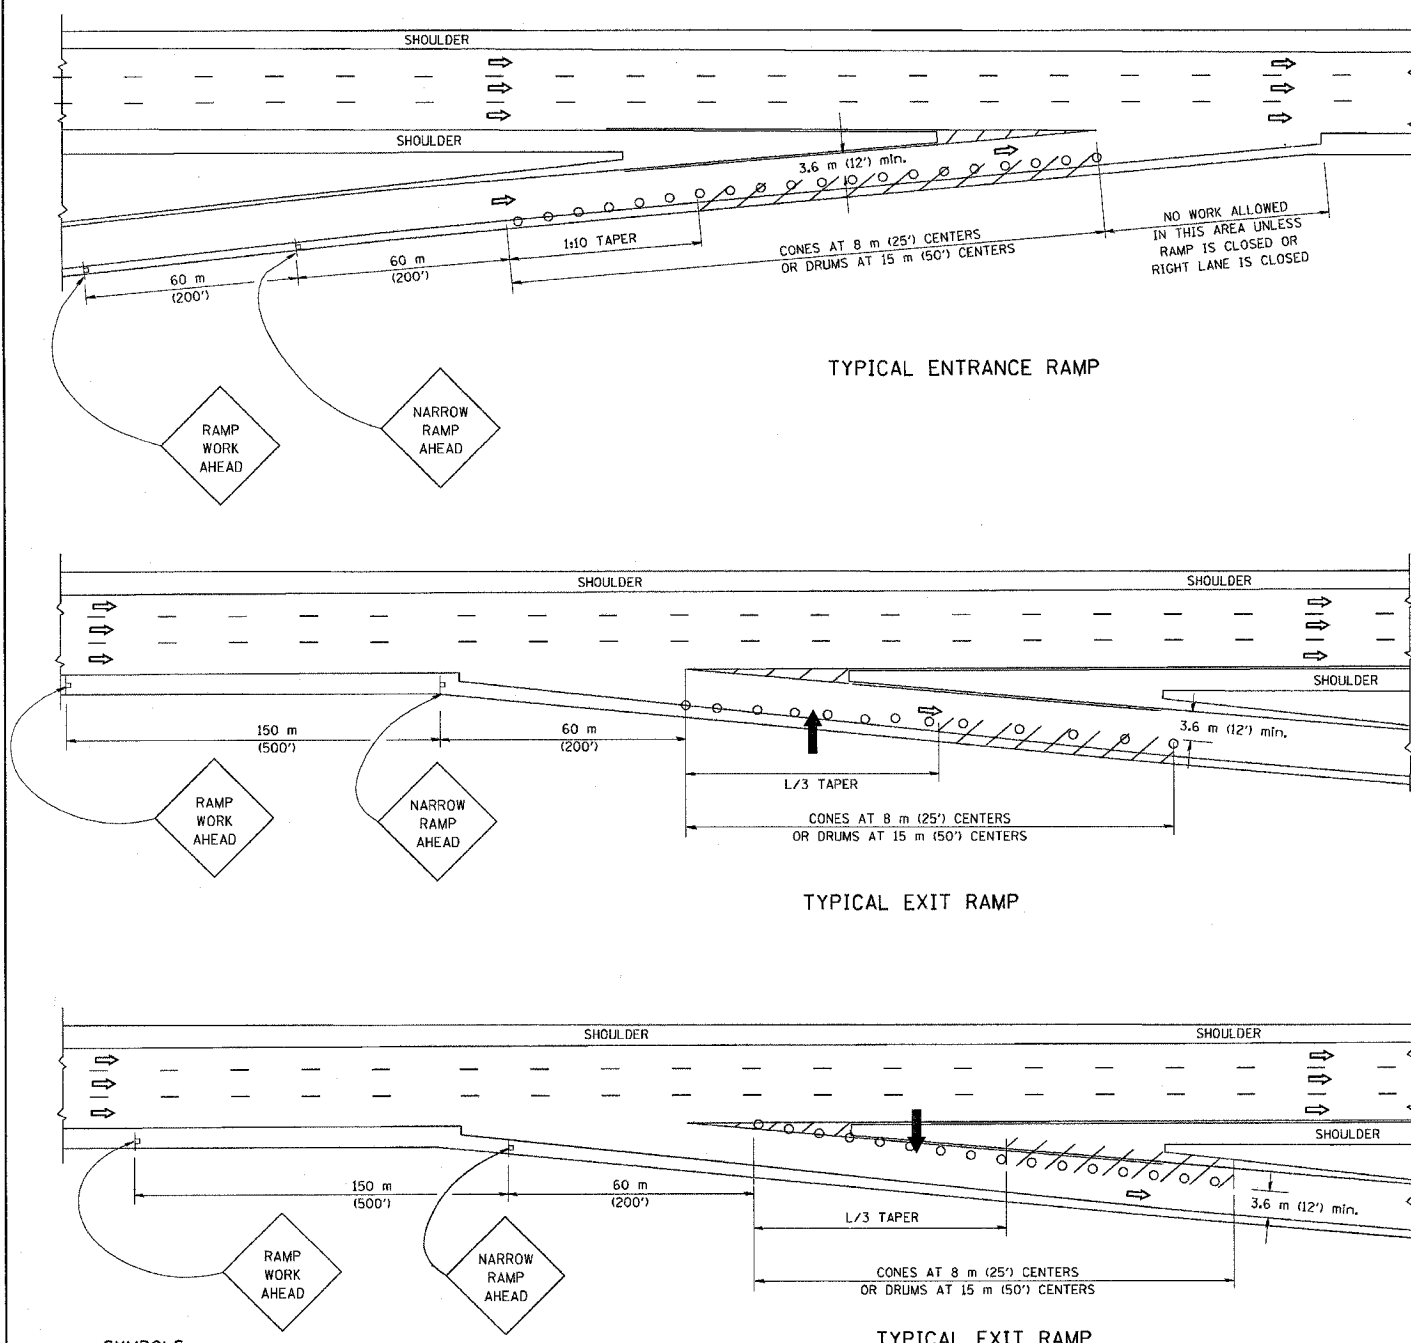 SHOULDER
SHOULDER
3.6 m (12') min.
1:10 TAPER
60 m
(200')
60 m
(200')
CONES AT 8 m (25') CENTERS
OR DRUMS AT 15 m (50') CENTERS
NO WORK ALLOWED
IN THIS AREA UNLESS
RAMP IS CLOSED OR
RIGHT LANE IS CLOSED
TYPICAL ENTRANCE RAMP
RAMP
WORK
AHEAD
NARROW
RAMP
AHEAD
SHOULDER
SHOULDER
SHOULDER
150 m
(500')
60 m
(200')
3.6 m (12') min.
L/3 TAPER
CONES AT 8 m (25') CENTERS
OR DRUMS AT 15 m (50') CENTERS
RAMP
WORK
AHEAD
NARROW
RAMP
AHEAD
TYPICAL EXIT RAMP
SHOULDER
SHOULDER
SHOULDER
150 m
(500')
60 m
(200')
3.6 m (12') min.
L/3 TAPER
CONES AT 8 m (25') CENTERS
OR DRUMS AT 15 m (50') CENTERS
RAMP
WORK
AHEAD
NARROW
RAMP
AHEAD
SYMBOLS
TYPICAL EXIT RAMP